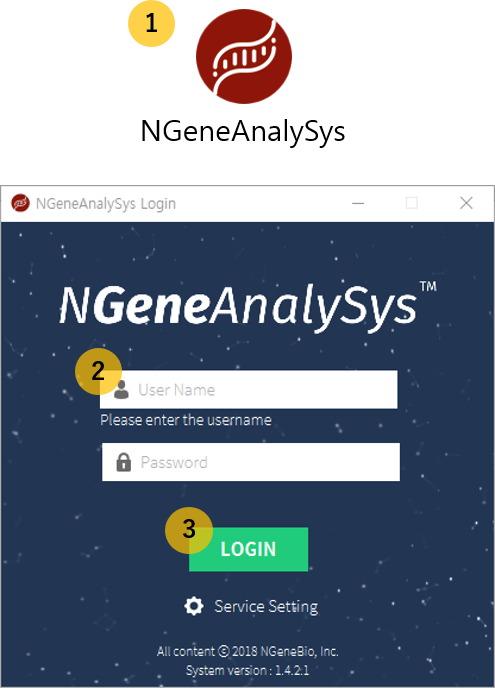 1
NGeneAnalySys
NGeneAnalySys Login
NGeneAnalySys™
2
User Name
Please enter the username
Password
3
LOGIN
Service Setting
All content ⓒ 2018 NGeneBio, Inc.
System version : 1.4.2.1